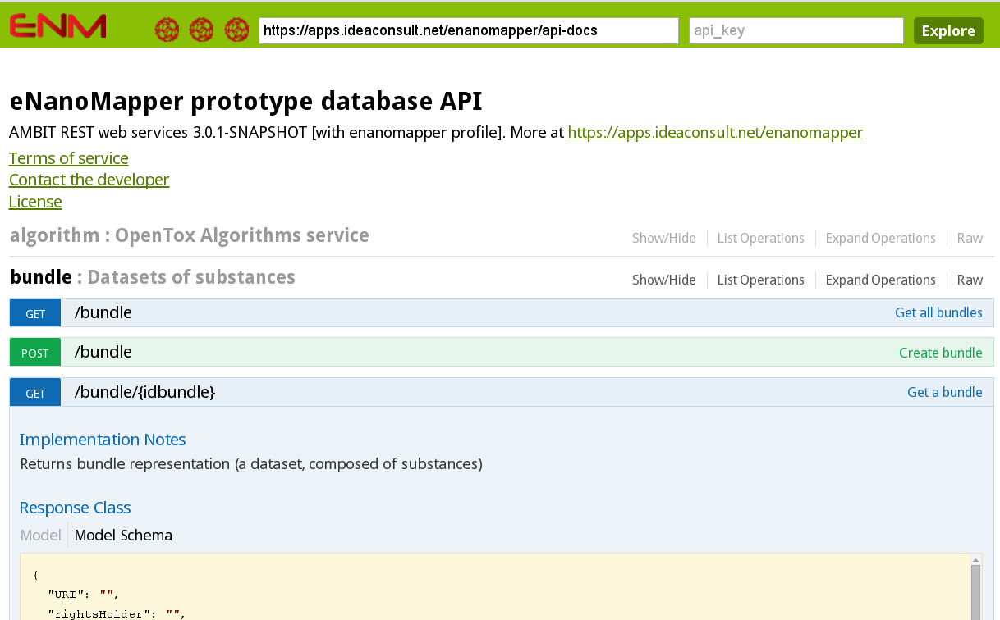 ENM https://apps.ideaconsult.net/enanomapper/api-docs api_key Explore
eNanoMapper prototype database API
AMBIT REST web services 3.0.1-SNAPSHOT [with enanomapper profile]. More at https://apps.ideaconsult.net/enanomapper
Terms of service
Contact the developer
License
algorithm : OpenTox Algorithms service Show/Hide List Operations Expand Operations Raw
bundle : Datasets of substances Show/Hide List Operations Expand Operations Raw
GET /bundle Get all bundles
POST /bundle Create bundle
GET /bundle/{idbundle} Get a bundle
Implementation Notes
Returns bundle representation (a dataset, composed of substances)
Response Class
Model Model Schema
{
"URI": "",
"rightsHolder": "",